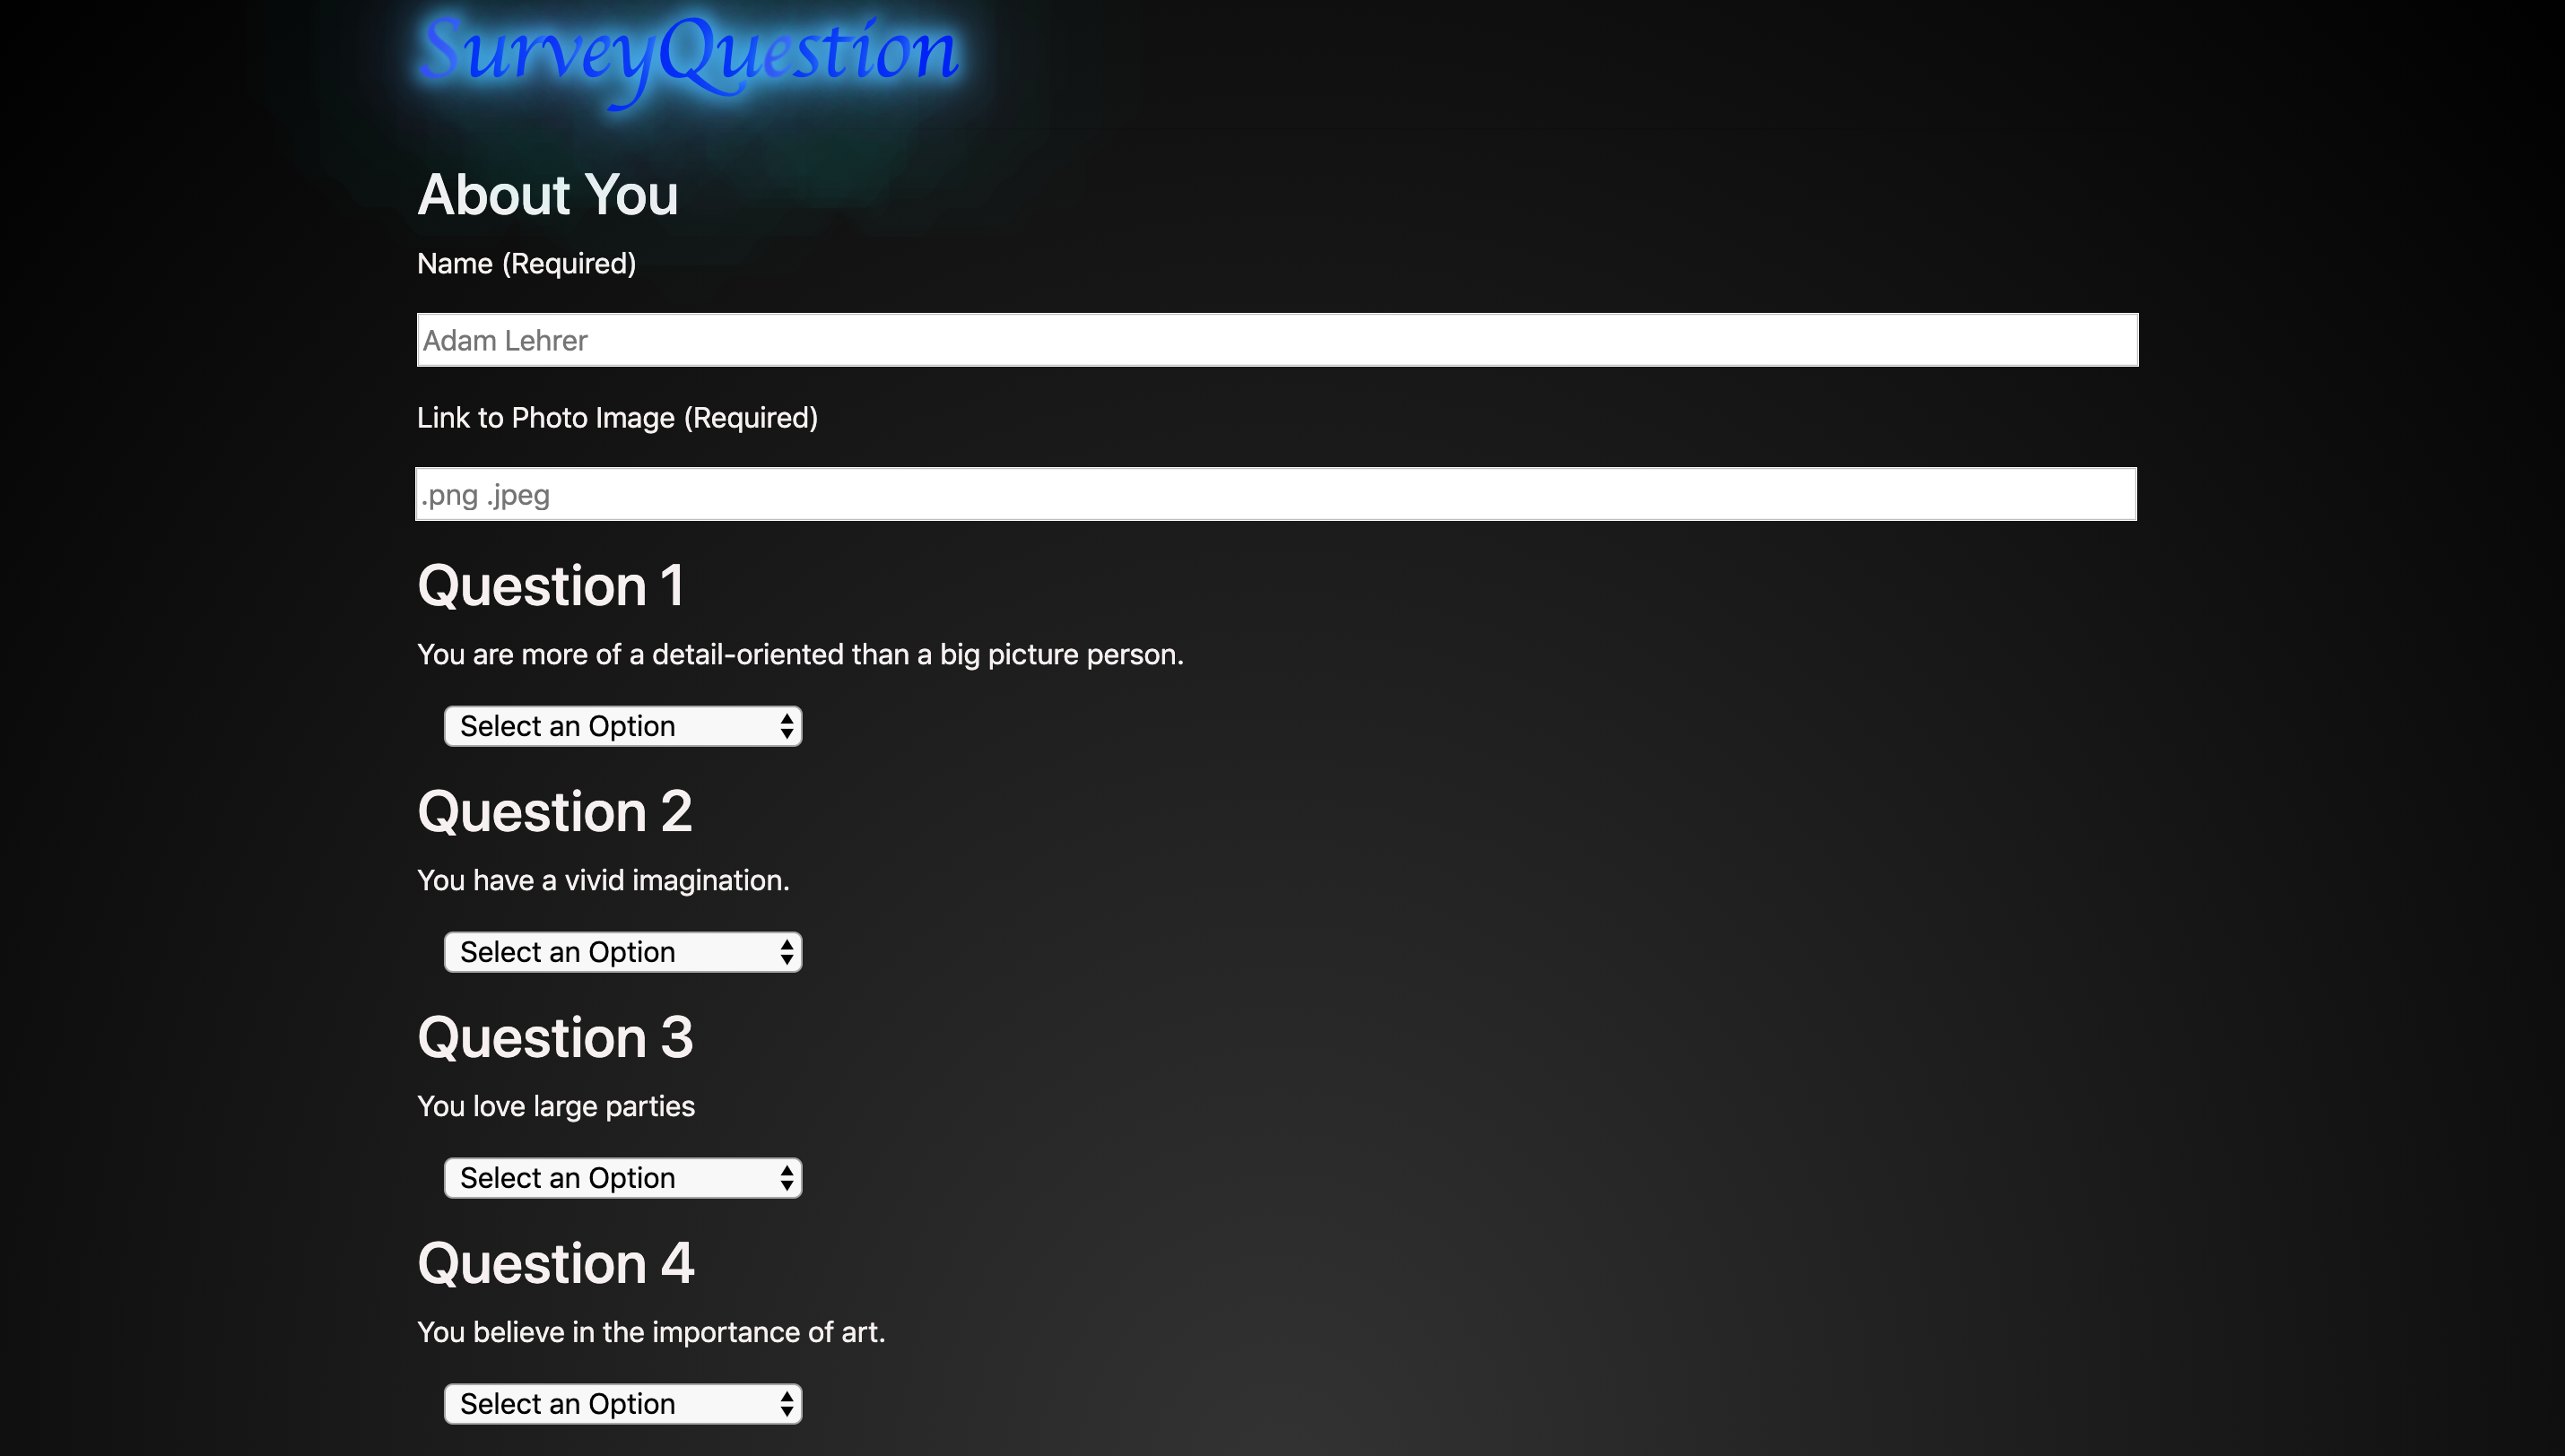 SurveyQuestion
About You
Name (Required)
Adam Lehrer
Link to Photo Image (Required)
.png .jpeg
Question 1
You are more of a detail-oriented than a big picture person.
Select an Option
Question 2
You have a vivid imagination.
Select an Option
Question 3
You love large parties
Select an Option
Question 4
You believe in the importance of art.
Select an Option